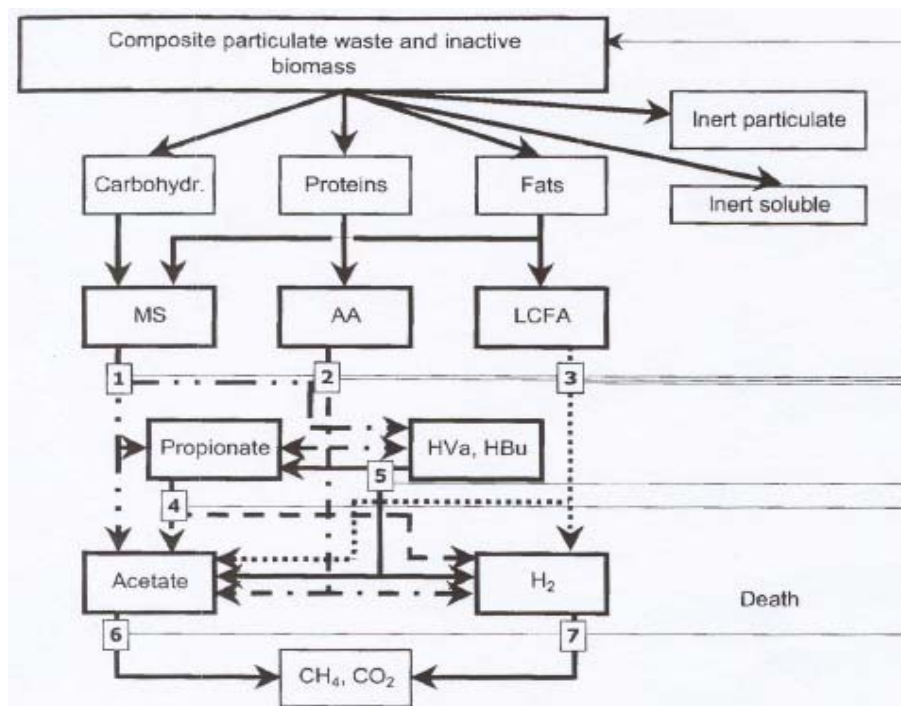 Composite particulate waste and inactive
biomass
Inert particulate
Carbohydr.
Proteins
Fats
Inert soluble
MS
AA
LCFA
1
2
3
Propionate
HVa, HBu
5
4
Acetate
H₂
Death
6
7
CH₄, CO₂